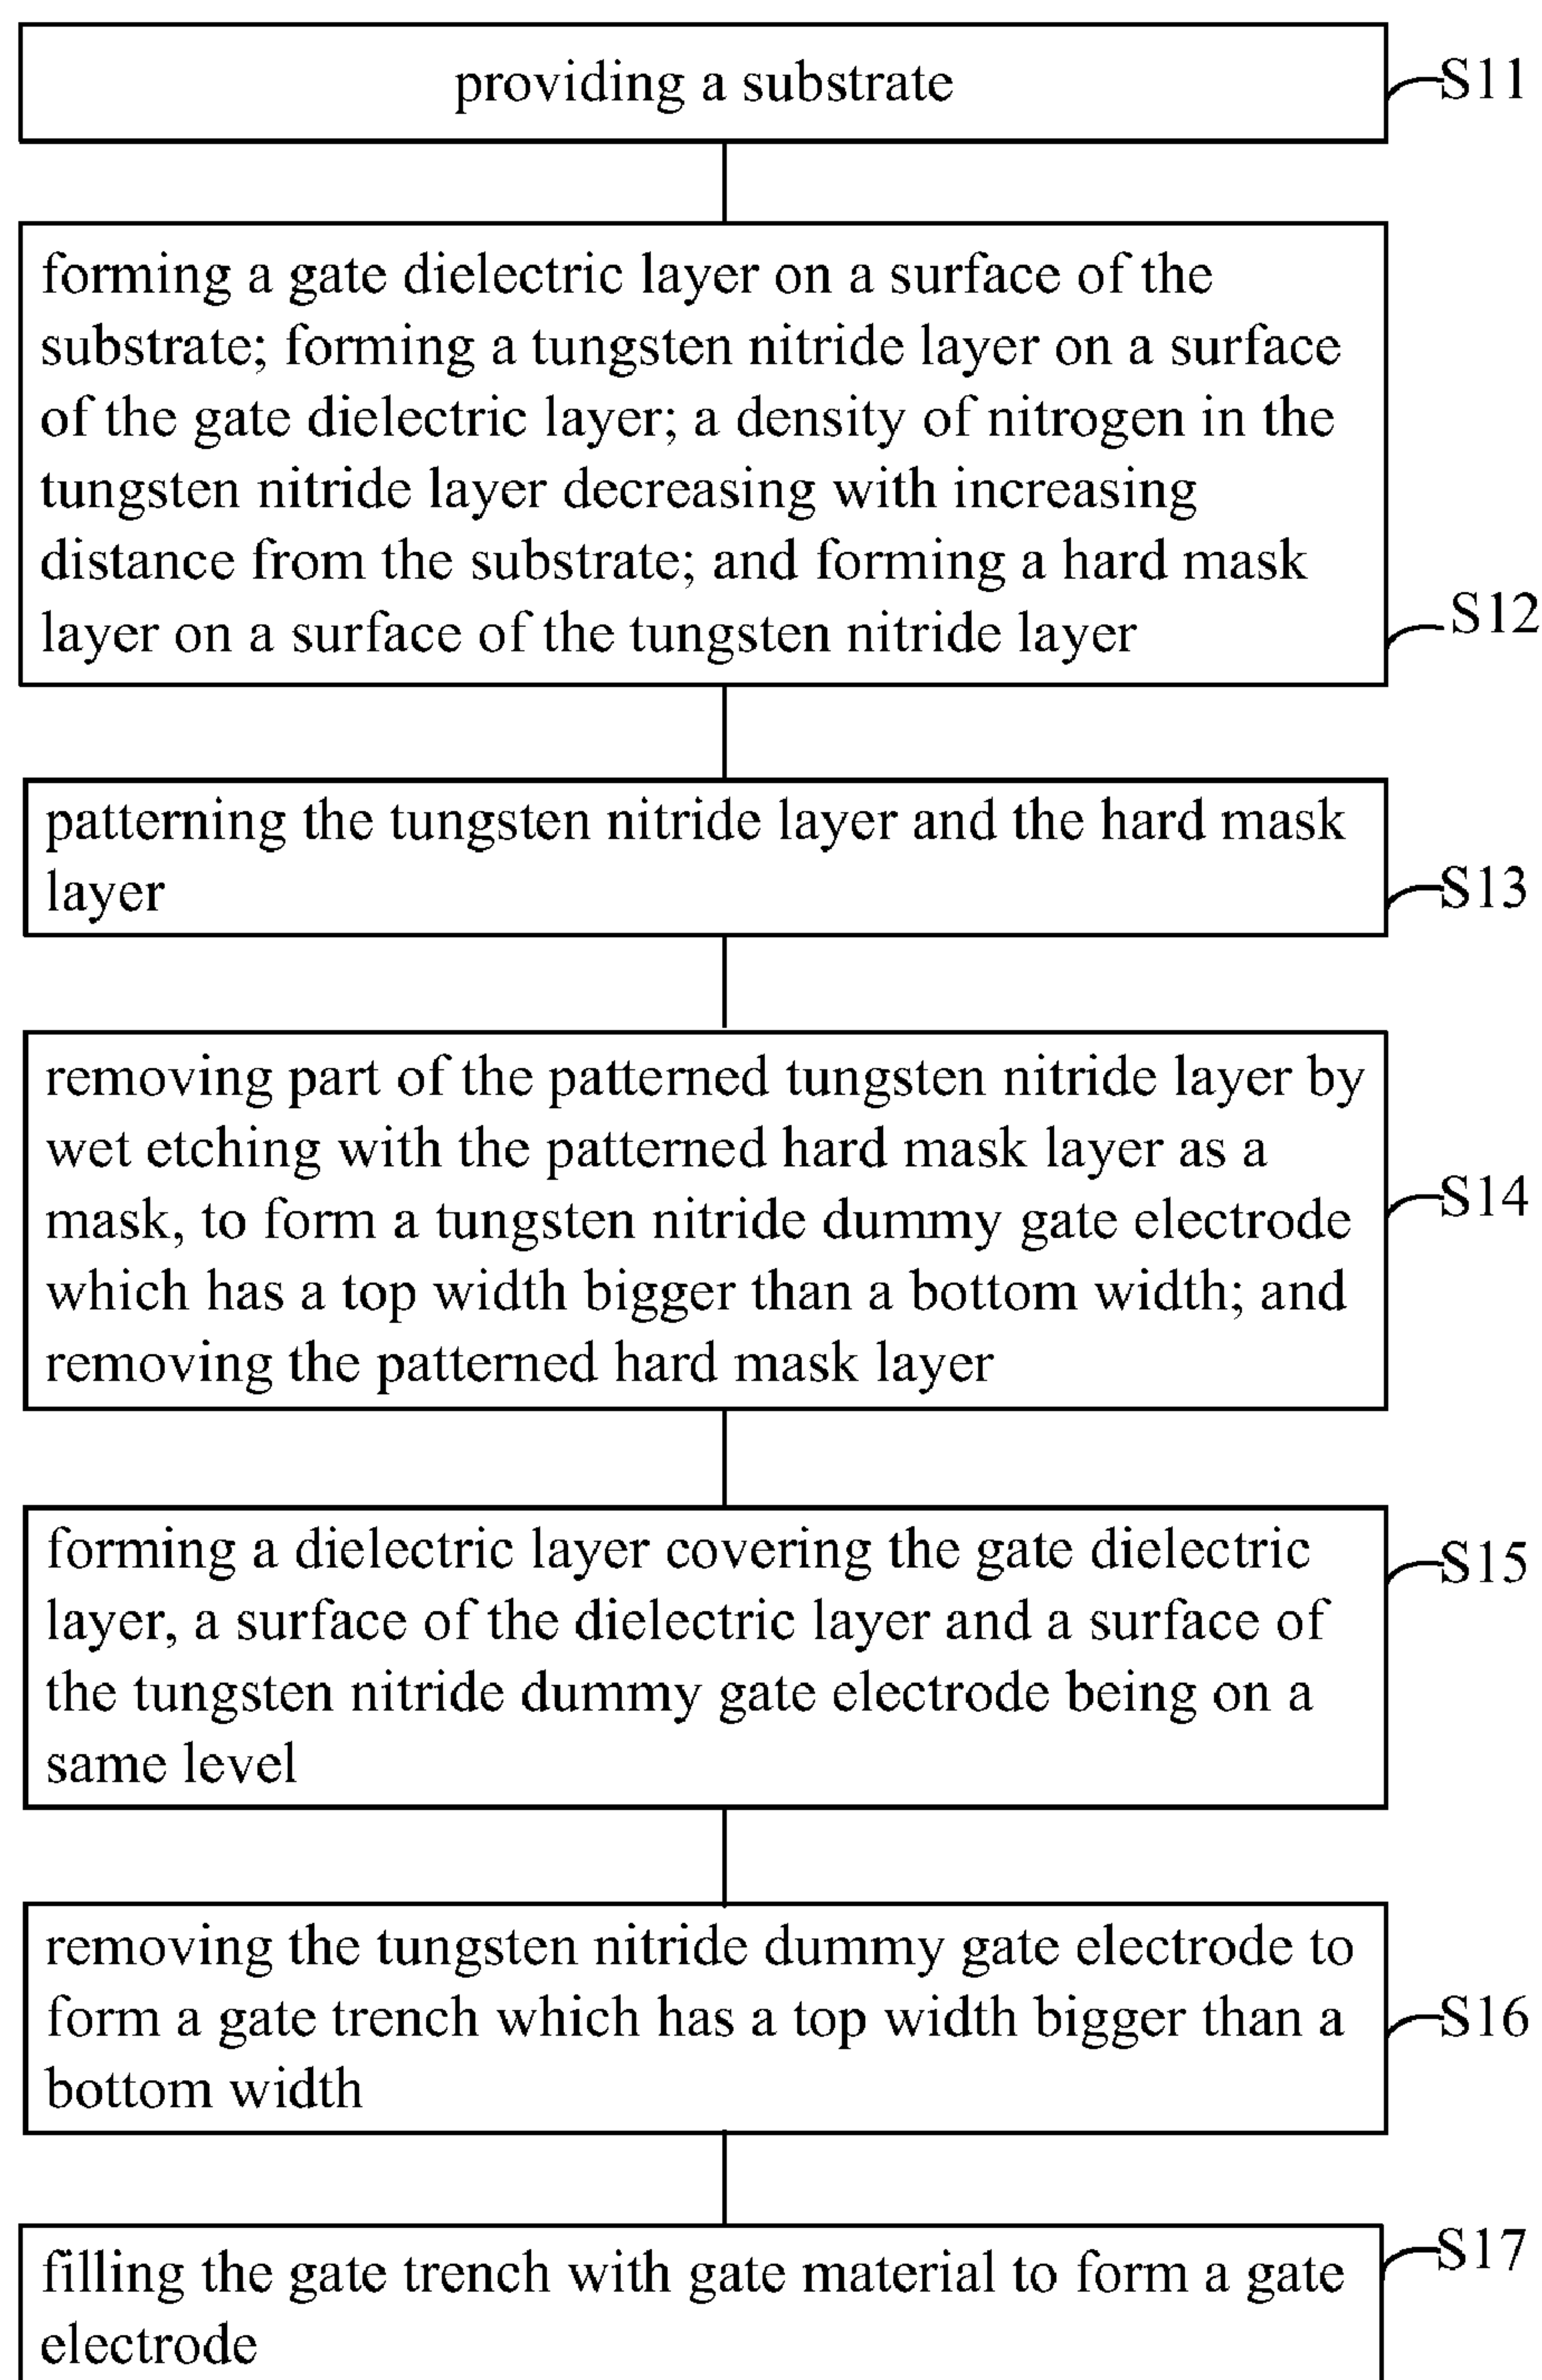 providing a substrate
S11
forming a gate dielectric layer on a surface of the
substrate; forming a tungsten nitride layer on a surface
of the gate dielectric layer; a density of nitrogen in the
tungsten nitride layer decreasing with increasing
distance from the substrate; and forming a hard mask
layer on a surface of the tungsten nitride layer
S12
patterning the tungsten nitride layer and the hard mask
layer
S13
removing part of the patterned tungsten nitride layer by
wet etching with the patterned hard mask layer as a
mask, to form a tungsten nitride dummy gate electrode
which has a top width bigger than a bottom width; and
removing the patterned hard mask layer
S14
forming a dielectric layer covering the gate dielectric
layer, a surface of the dielectric layer and a surface of
the tungsten nitride dummy gate electrode being on a
same level
S15
removing the tungsten nitride dummy gate electrode to
form a gate trench which has a top width bigger than a
bottom width
S16
filling the gate trench with gate material to form a gate
electrode
S17